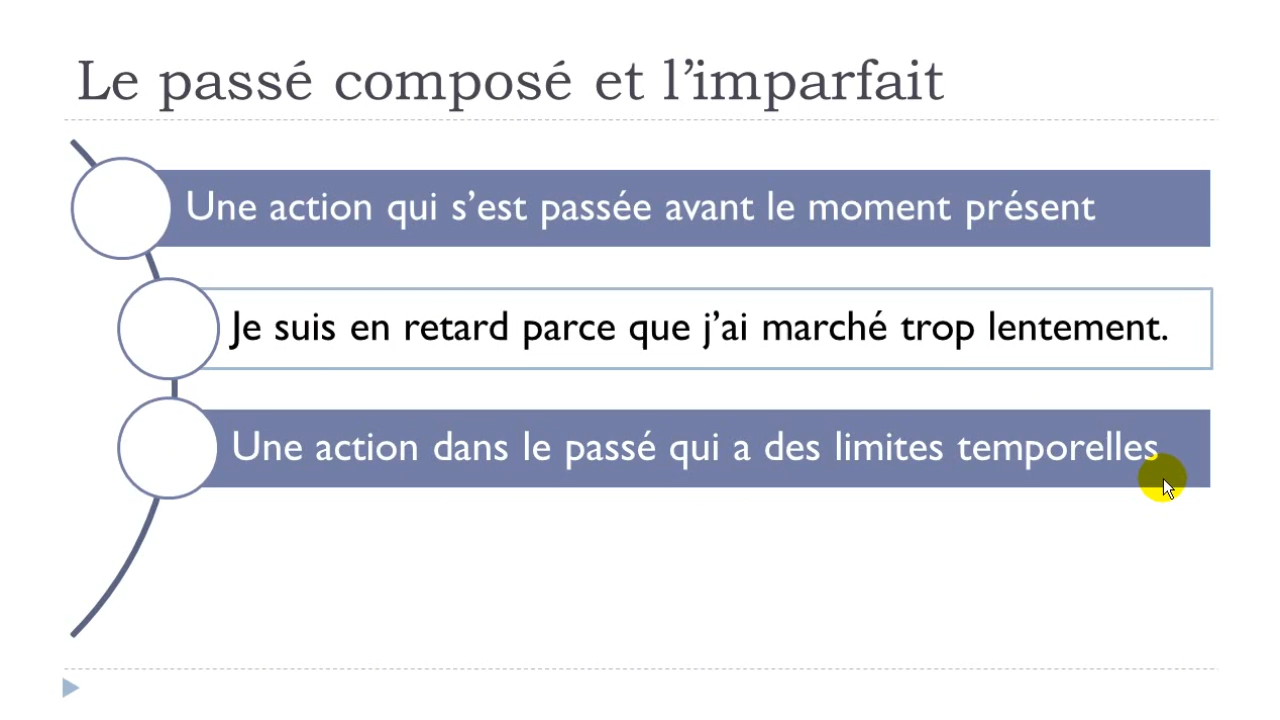 Le passé composé et l’imparfait
Une action qui s’est passée avant le moment présent
Je suis en retard parce que j’ai marché trop lentement.
Une action dans le passé qui a des limites temporelles